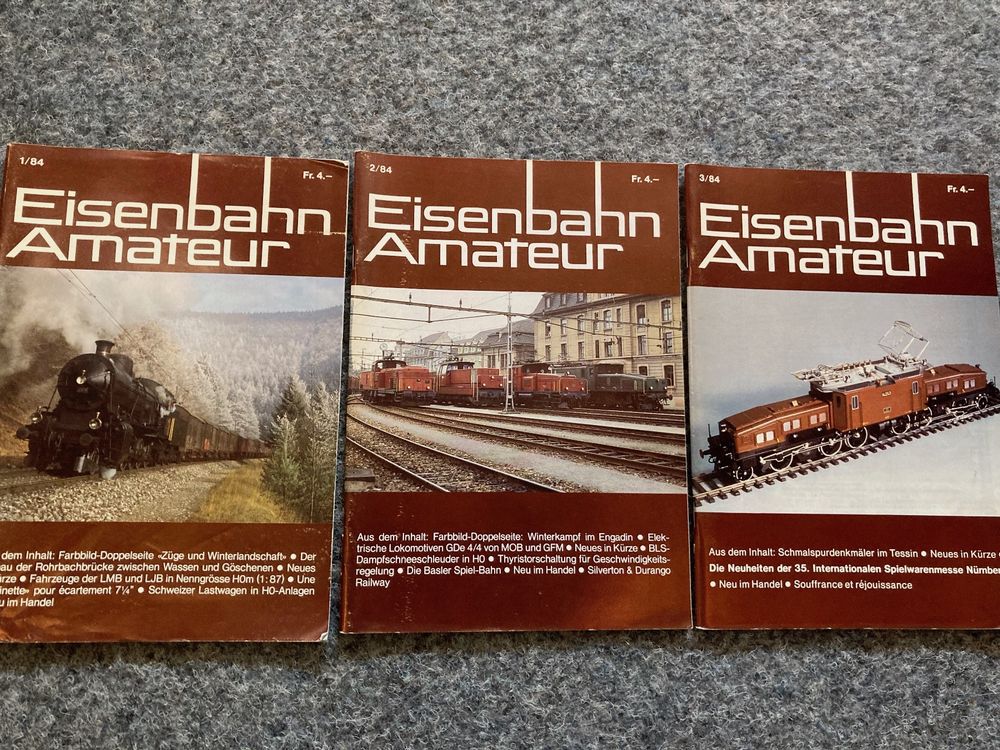 1/84
Fr. 4.–
Eisenbahn
Amateur
dem Inhalt: Farbbild-Doppelseite «Züge und Winterlandschaft» ● Der
au der Rohrbachbrücke zwischen Wassen und Göschenen ● Neues
rze ● Fahrzeuge der LMB und LJB in Nenngrösse H0m (1:87) ● Une
inette» pour écartement 7¼" ● Schweizer Lastwagen in H0-Anlagen
u im Handel
2/84
Fr. 4.–
Eisenbahn
Amateur
Aus dem Inhalt: Farbbild-Doppelseite: Winterkampf im Engadin ● Elek-
trische Lokomotiven GDe 4/4 von MOB und GFM ● Neues in Kürze ● BLS-
Dampfschneeschleuder in H0 ● Thyristorschaltung für Geschwindigkeits-
regelung ● Die Basler Spiel-Bahn ● Neu im Handel ● Silverton & Durango
Railway
3/84
Fr. 4.–
Eisenbahn
Amateur
Aus dem Inhalt: Schmalspurdenkmäler im Tessin ● Neues in Kürze
Die Neuheiten der 35. Internationalen Spielwarenmesse Nürnber
● Neu im Handel ● Souffrance et réjouissance